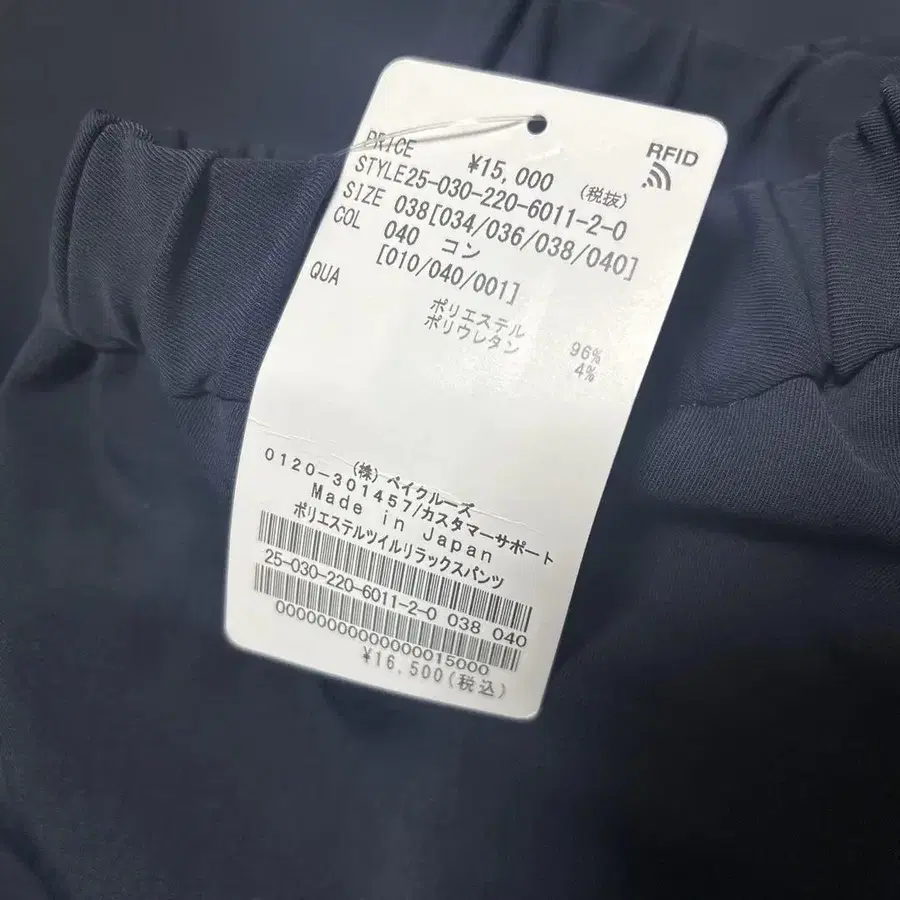 RFID
PRICE ¥15,000 (税抜)
STYLE25-030-220-6011-2-0
SIZE 038[034/036/038/040]
COL 040 コン
[010/040/001]
QUA ポリエステル 96%
ポリウレタン 4%
(株)ベイクルーズ
0120-301457/カスタマーサポート
Made in Japan
ポリエステルツイルリラックスパンツ
25-030-220-6011-2-0 038 040
0000000000000015000
¥16,500(税込)